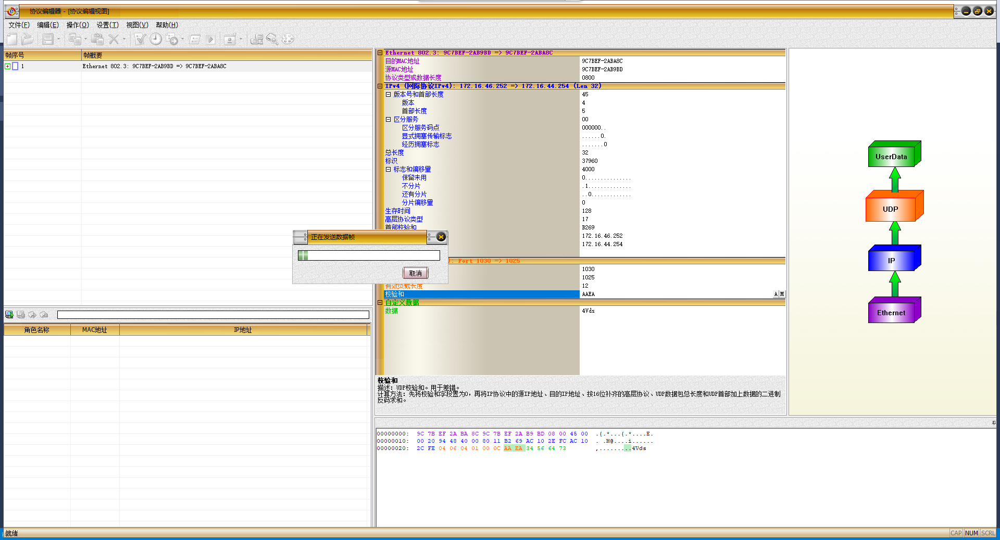 协议编辑器 - [协议编辑视图]
文件(F) 编辑(E) 操作(O) 设置(T) 视图(V) 帮助(H)
帧序号 帧概要
1 Ethernet 802.3: 9C7BEF-2AB9BD => 9C7BEF-2ABA8C
Ethernet 802.3: 9C7BEF-2AB9BD => 9C7BEF-2ABA8C
目的MAC地址 9C7BEF-2ABA8C
源MAC地址 9C7BEF-2AB9BD
协议类型或数据长度 0800
IPv4 (网际协议IPv4): 172.16.46.252 => 172.16.44.254 (Len 32)
版本号和首部长度 45
版本 4
首部长度 5
区分服务 00
区分服务码点 000000..
显式拥塞传输标志 ......0.
经历拥塞标志 .......0
总长度 32
标识 37960
标志和偏移量 4000
保留未用 0...............
不分片 .1..............
还有分片 ..0.............
分片偏移量 0
生存时间 128
高层协议类型 17
首部校验和 B269
172.16.46.252
172.16.44.254
): Port 1030 => 1025
1030
1025
有效负载长度 12
校验和 AAEA A M
自定义数据
数据 4Vds
正在发送数据帧
取消
UserData
UDP
IP
Ethernet
角色名称 MAC地址 IP地址
校验和
描述: UDP校验和。用于差错。
计算方法: 先将校验和字段置为0, 再将IP协议中的源IP地址、目的IP地址、按16位补齐的高层协议、UDP数据包总长度和UDP首部加上数据的二进制
反码求和。
00000000: 9C 7B EF 2A BA 8C 9C 7B EF 2A B9 BD 08 00 45 00 .{.*...{.*....E.
00000010: 00 20 94 48 40 00 80 11 B2 69 AC 10 2E FC AC 10 . .H@....i......
00000020: 2C FE 04 06 04 01 00 0C AA EA 34 56 64 73 ,.........4Vds
就绪 CAP NUM SCRL